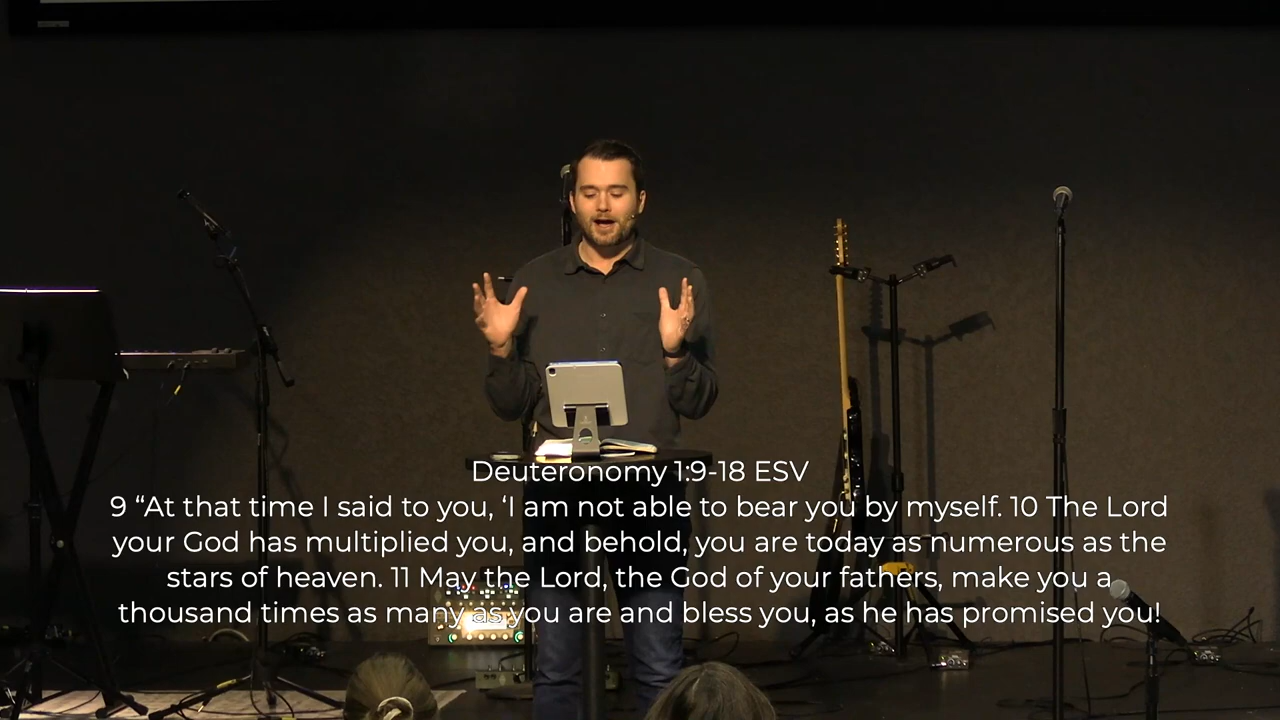 Deuteronomy 1:9-18 ESV
9 “At that time I said to you, ‘I am not able to bear you by myself. 10 The Lord
your God has multiplied you, and behold, you are today as numerous as the
stars of heaven. 11 May the Lord, the God of your fathers, make you a
thousand times as many as you are and bless you, as he has promised you!